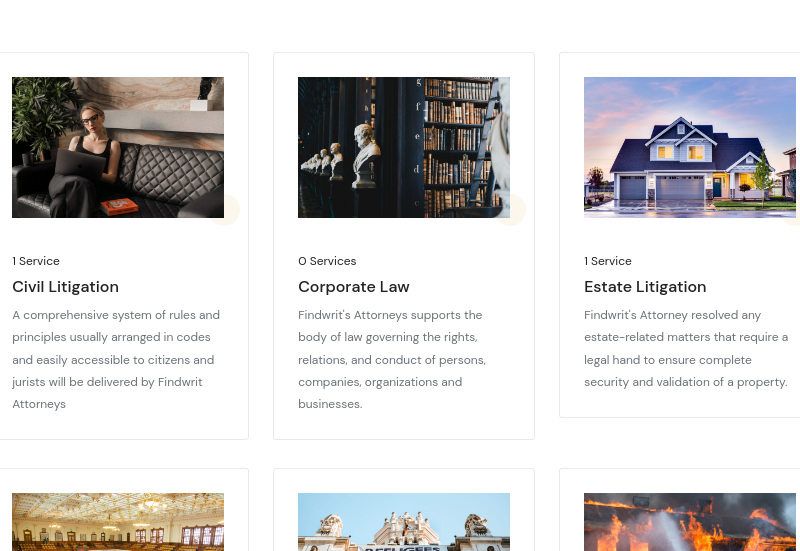 1 Service
Civil Litigation
A comprehensive system of rules and
principles usually arranged in codes
and easily accessible to citizens and
jurists will be delivered by Findwrit
Attorneys
0 Services
Corporate Law
Findwrit's Attorneys supports the
body of law governing the rights,
relations, and conduct of persons,
companies, organizations and
businesses.
1 Service
Estate Litigation
Findwrit's Attorney resolved any
estate-related matters that require a
legal hand to ensure complete
security and validation of a property.
g
f
e
d
c
REFUGEES